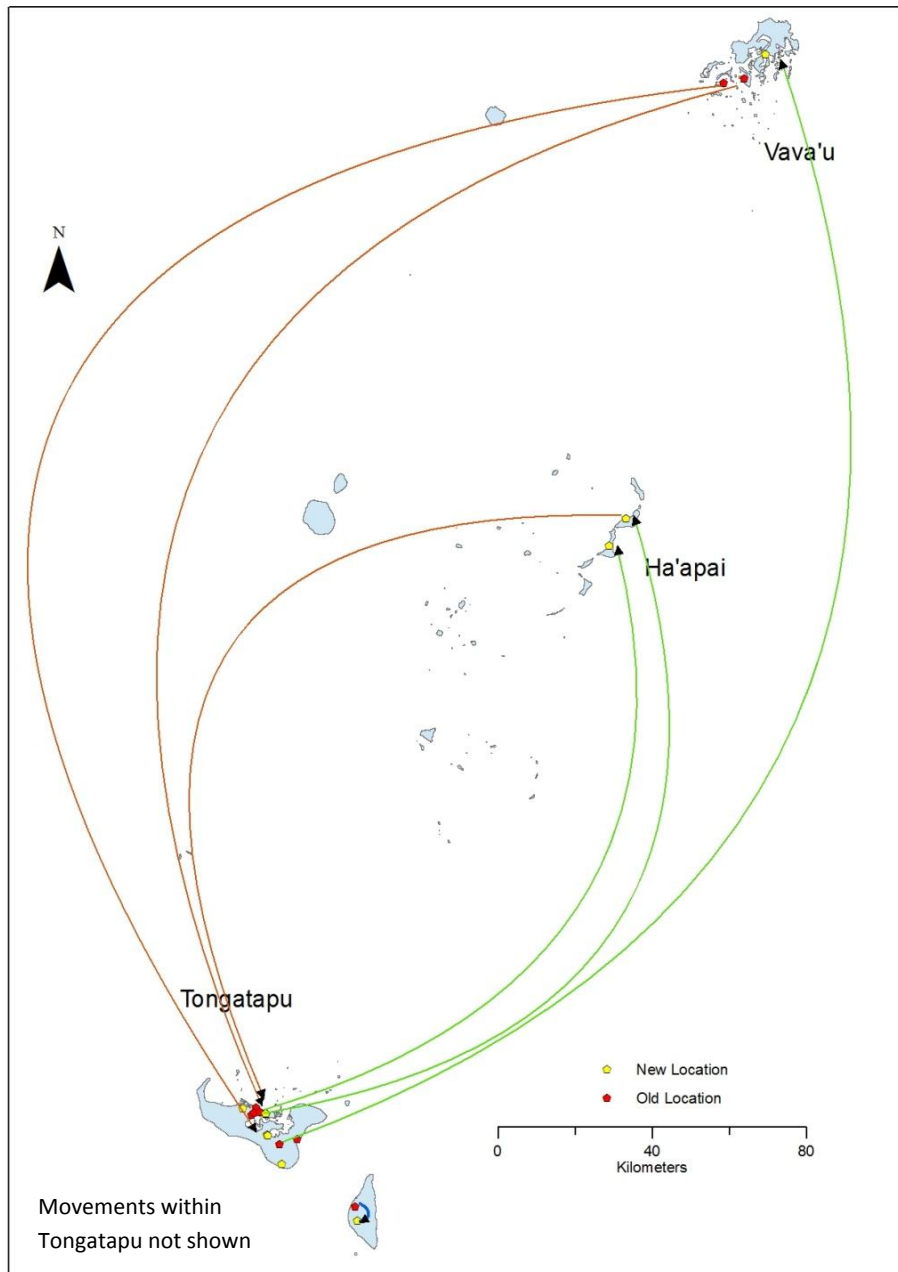 Vava'u
N
Ha'apai
Tongatapu
New Location
Old Location
0 40 80
Kilometers
Movements within
Tongatapu not shown